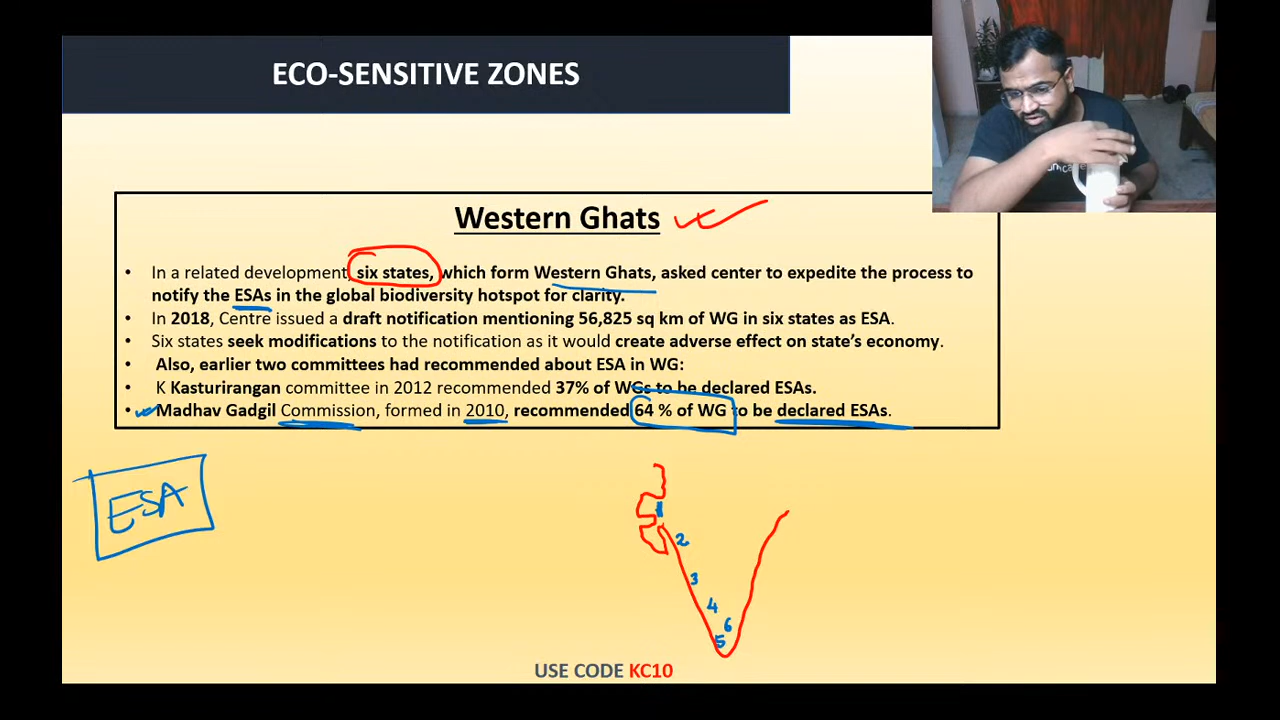 ECO-SENSITIVE ZONES
Western Ghats
• In a related development, six states, which form Western Ghats, asked center to expedite the process to
notify the ESAs in the global biodiversity hotspot for clarity.
• In 2018, Centre issued a draft notification mentioning 56,825 sq km of WG in six states as ESA.
• Six states seek modifications to the notification as it would create adverse effect on state's economy.
• Also, earlier two committees had recommended about ESA in WG:
• K Kasturirangan committee in 2012 recommended 37% of WGs to be declared ESAs.
• Madhav Gadgil Commission, formed in 2010, recommended 64 % of WG to be declared ESAs.
ESA
1
2
3
4
6
5
USE CODE KC10